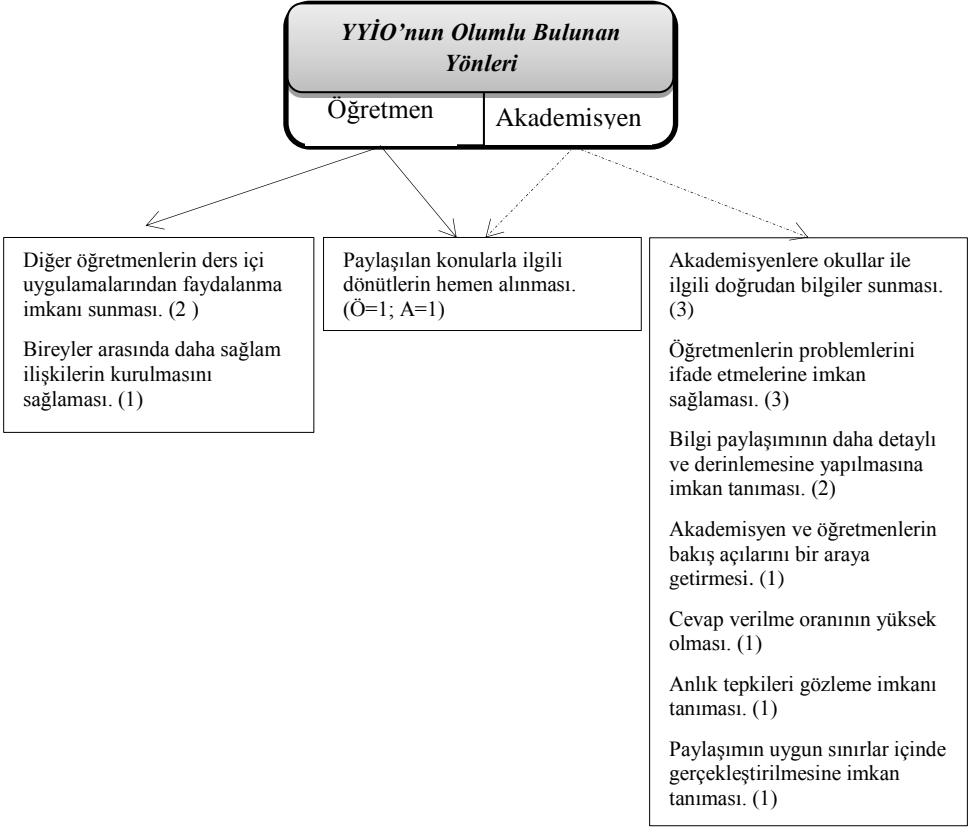 YYİO’nun Olumlu Bulunan
Yönleri
Öğretmen
Akademisyen
Diğer öğretmenlerin ders içi
uygulamalarından faydalanma
imkanı sunması. (2 )
Bireyler arasında daha sağlam
ilişkilerin kurulmasını
sağlaması. (1)
Paylaşılan konularla ilgili
dönütlerin hemen alınması.
(Ö=1; A=1)
Akademisyenlere okullar ile
ilgili doğrudan bilgiler sunması.
(3)
Öğretmenlerin problemlerini
ifade etmelerine imkan
sağlaması. (3)
Bilgi paylaşımının daha detaylı
ve derinlemesine yapılmasına
imkan tanıması. (2)
Akademisyen ve öğretmenlerin
bakış açılarını bir araya
getirmesi. (1)
Cevap verilme oranının yüksek
olması. (1)
Anlık tepkileri gözleme imkanı
tanıması. (1)
Paylaşımın uygun sınırlar içinde
gerçekleştirilmesine imkan
tanıması. (1)